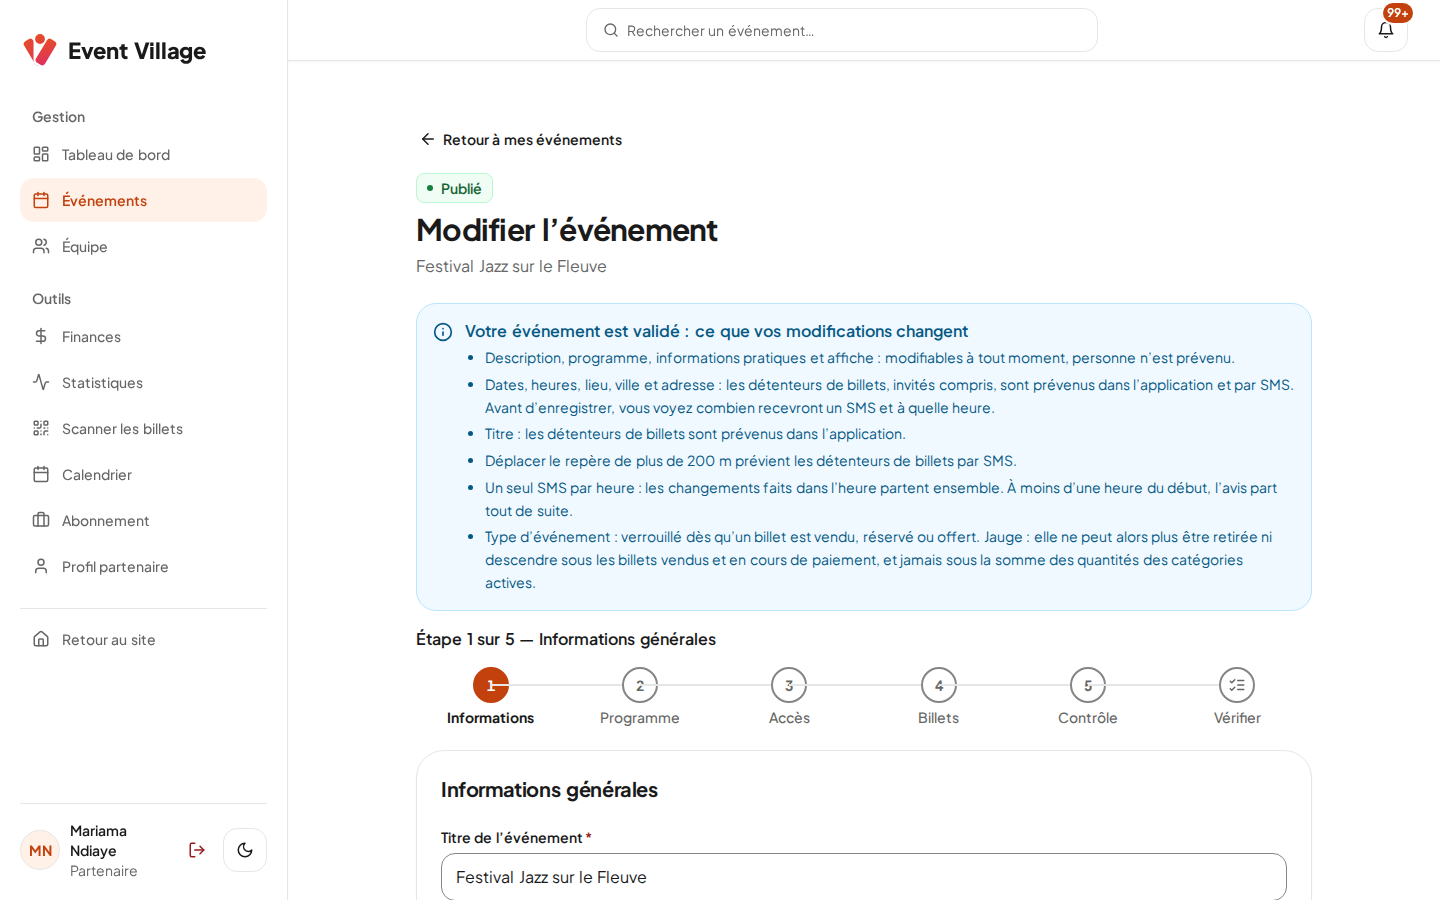 Event Village
Rechercher un événement...
99+
Gestion
Tableau de bord
Événements
Équipe
Outils
Finances
Statistiques
Scanner les billets
Calendrier
Abonnement
Profil partenaire
Retour au site
MN
Mariama
Ndiaye
Partenaire
Retour à mes événements
Publié
Modifier l’événement
Festival Jazz sur le Fleuve
Votre événement est validé : ce que vos modifications changent
• Description, programme, informations pratiques et affiche : modifiables à tout moment, personne n’est prévenu.
• Dates, heures, lieu, ville et adresse : les détenteurs de billets, invités compris, sont prévenus dans l’application et par SMS.
Avant d’enregistrer, vous voyez combien recevront un SMS et à quelle heure.
• Titre : les détenteurs de billets sont prévenus dans l’application.
• Déplacer le repère de plus de 200 m prévient les détenteurs de billets par SMS.
• Un seul SMS par heure : les changements faits dans l’heure partent ensemble. À moins d’une heure du début, l’avis part
tout de suite.
• Type d’événement : verrouillé dès qu’un billet est vendu, réservé ou offert. Jauge : elle ne peut alors plus être retirée ni
descendre sous les billets vendus et en cours de paiement, et jamais sous la somme des quantités des catégories
actives.
Étape 1 sur 5 — Informations générales
1 2 3 4 5
Informations Programme Accès Billets Contrôle Vérifier
Informations générales
Titre de l’événement *
Festival Jazz sur le Fleuve